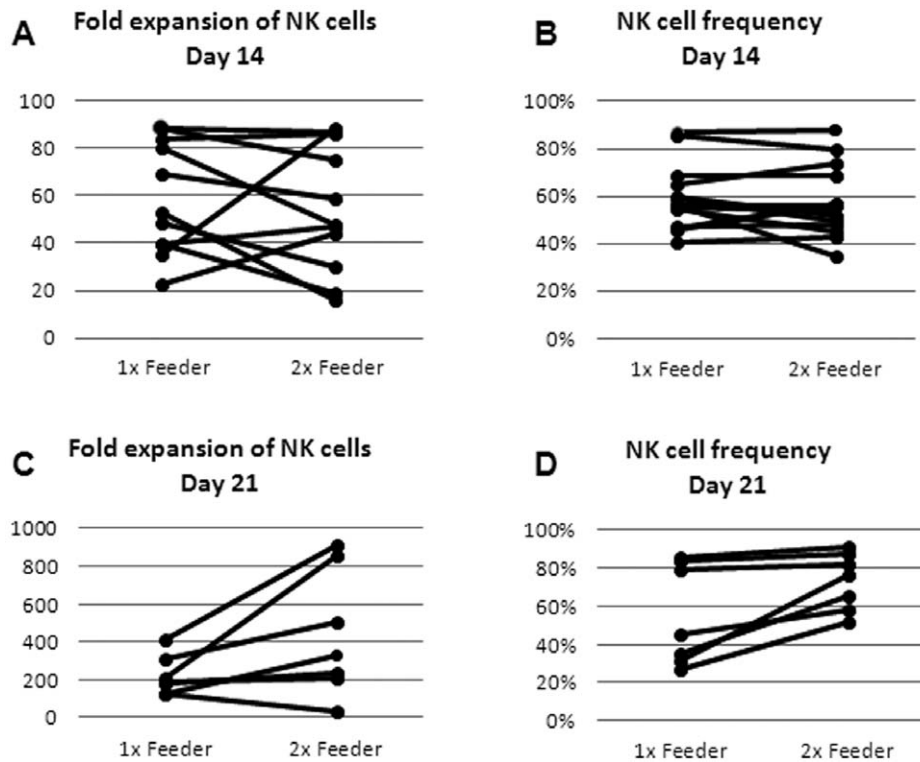 A
Fold expansion of NK cells
Day 14
100
80
60
40
20
0
1x Feeder
2x Feeder
B
NK cell frequency
Day 14
100%
80%
60%
40%
20%
0%
1x Feeder
2x Feeder
C
Fold expansion of NK cells
Day 21
1000
800
600
400
200
0
1x Feeder
2x Feeder
D
NK cell frequency
Day 21
100%
80%
60%
40%
20%
0%
1x Feeder
2x Feeder